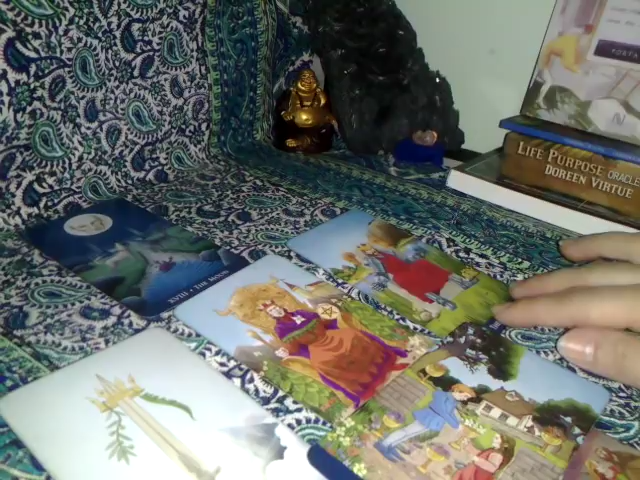 LIFE PURPOSE ORACLE
DOREEN VIRTUE
XVIII • THE MOON